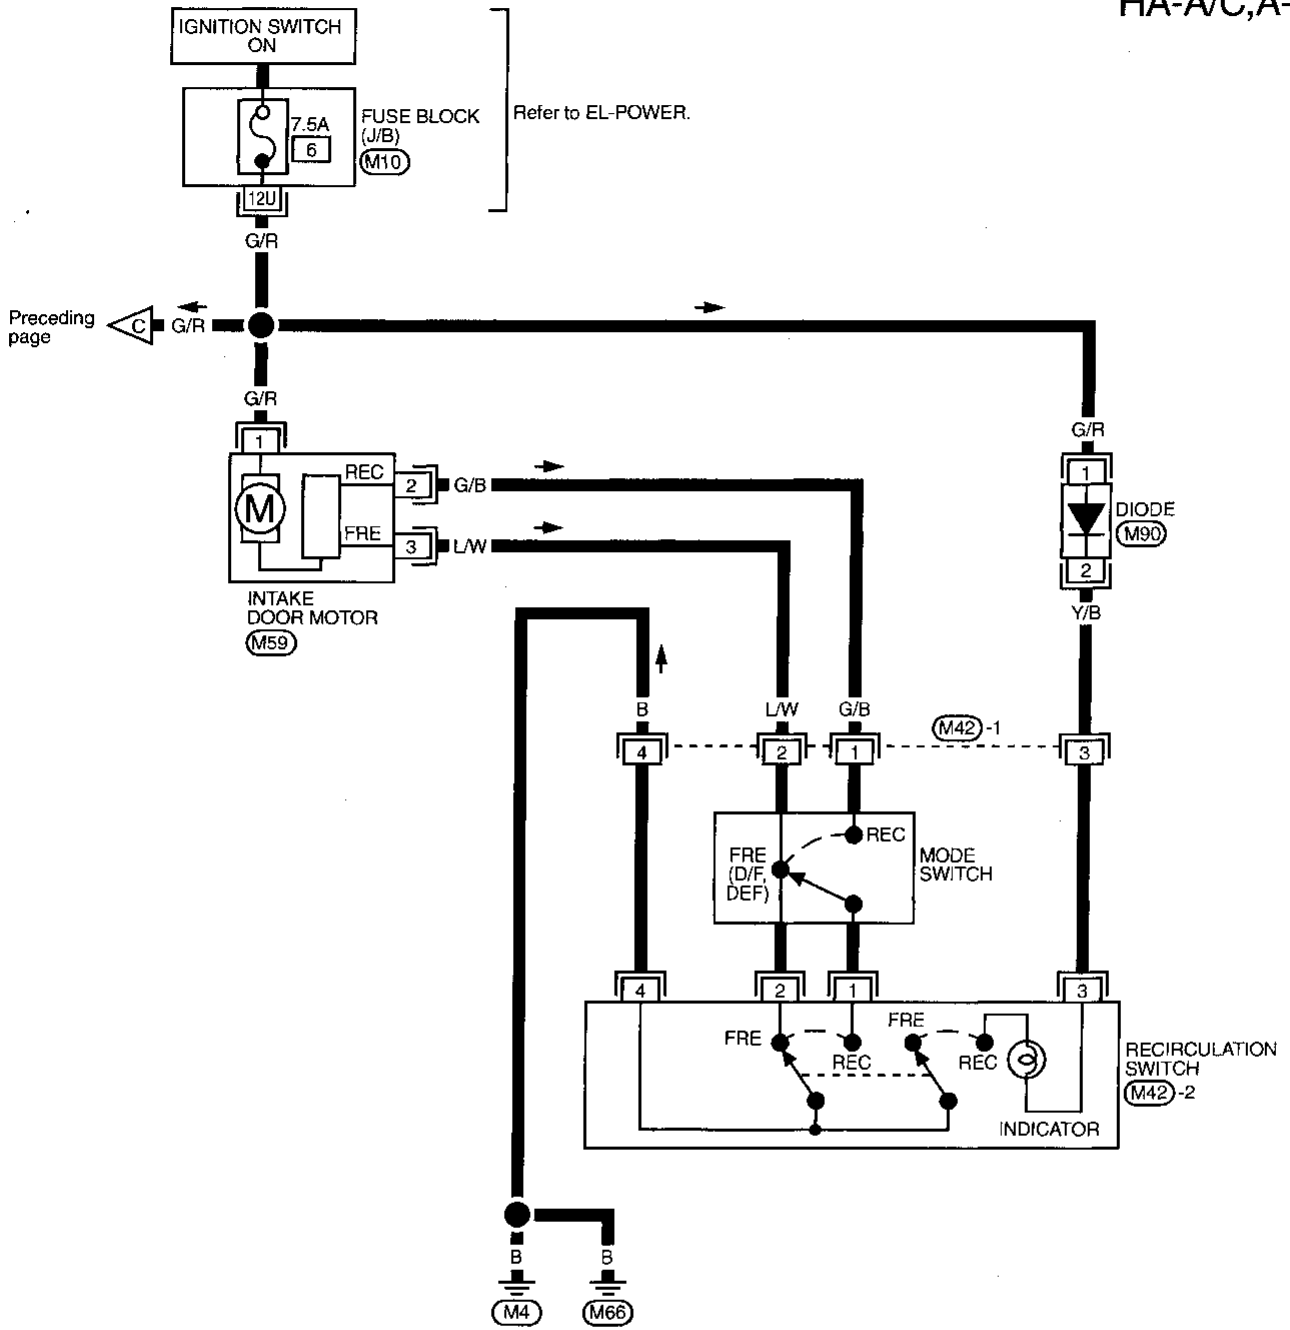 HA-A/C,A-
IGNITION SWITCH
ON
7.5A
6
FUSE BLOCK
(J/B)
M10
Refer to EL-POWER.
12U
G/R
Preceding
page
C
G/R
G/R
G/R
1
REC
2
G/B
M
FRE
3
L/W
INTAKE
DOOR MOTOR
M59
1
DIODE
M90
2
Y/B
B
L/W
G/B
M42 -1
4
2
1
3
REC
FRE
(D/F,
DEF)
MODE
SWITCH
4
2
1
3
FRE
REC
FRE
REC
INDICATOR
RECIRCULATION
SWITCH
M42 -2
B
B
M4
M66